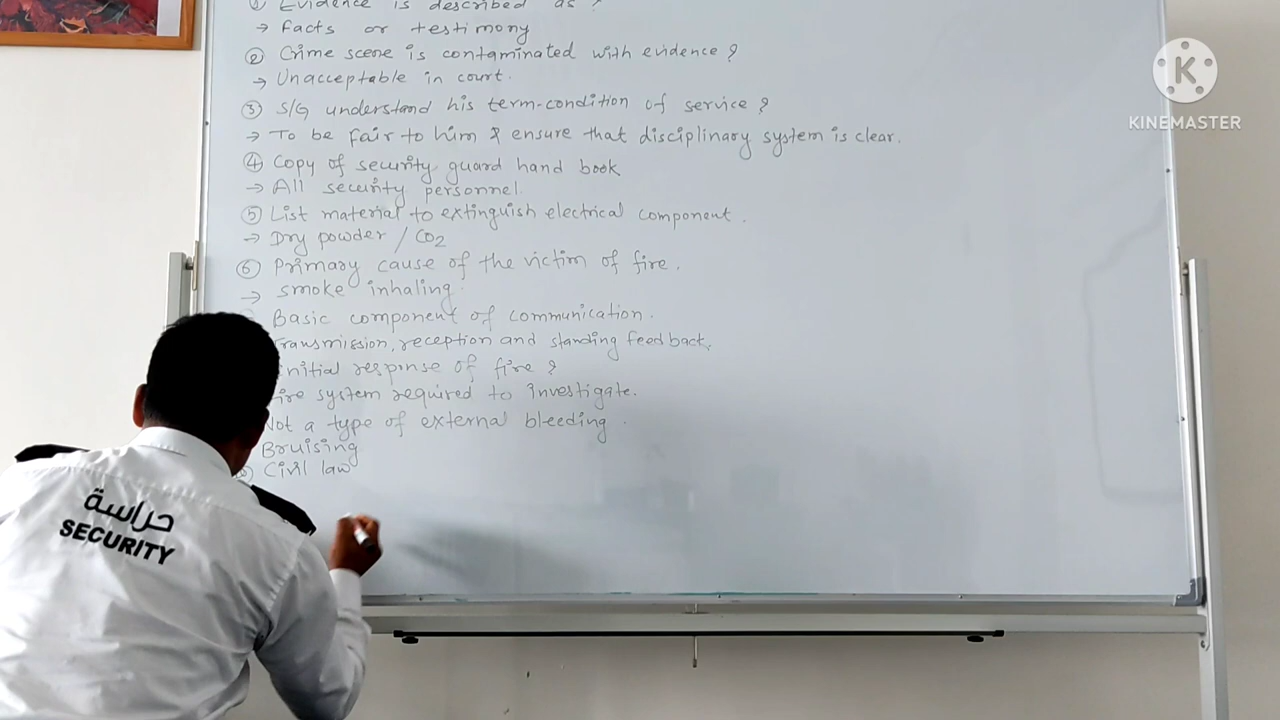 ① Evidence is described as ?
→ Facts or testimony
② Crime scene is contaminated with evidence ?
→ Unacceptable in court.
③ S/G understand his term-condition of service ?
→ To be fair to him & ensure that disciplinary system is clear.
④ Copy of security guard hand book
→ All security personnel.
⑤ List material to extinguish electrical component.
→ Dry powder / CO2
⑥ Primary cause of the victim of fire.
→ smoke inhaling.
Basic component of communication.
ransmission, reception and standing feed back.
nitial response of fire ?
ire system required to investigate.
Not a type of external bleeding.
Bruising
Civil law
حراسة
SECURITY
KINEMASTER